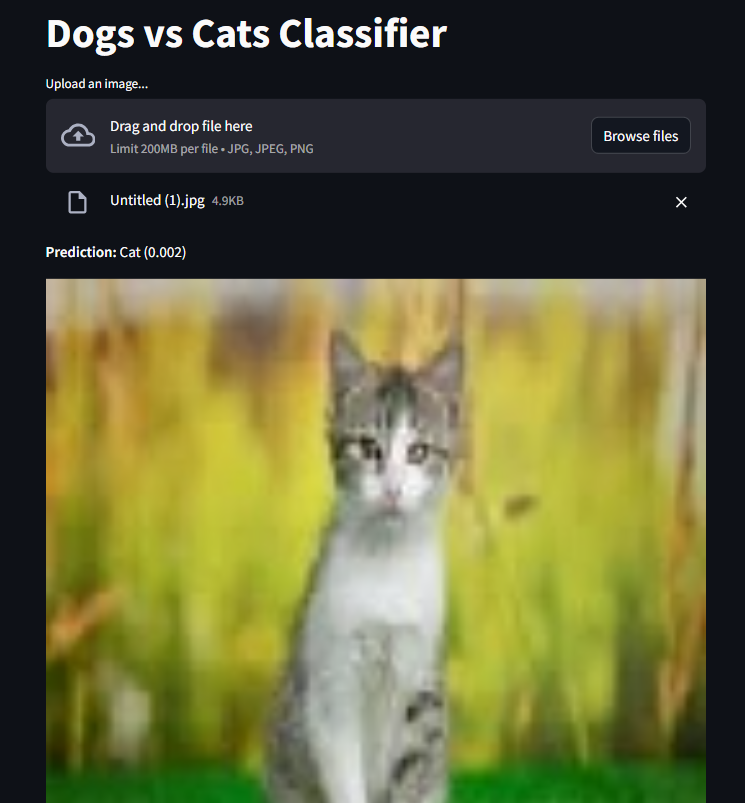 Dogs vs Cats Classifier
Upload an image...
Drag and drop file here
Limit 200MB per file • JPG, JPEG, PNG
Browse files
Untitled (1).jpg 4.9KB
Prediction: Cat (0.002)